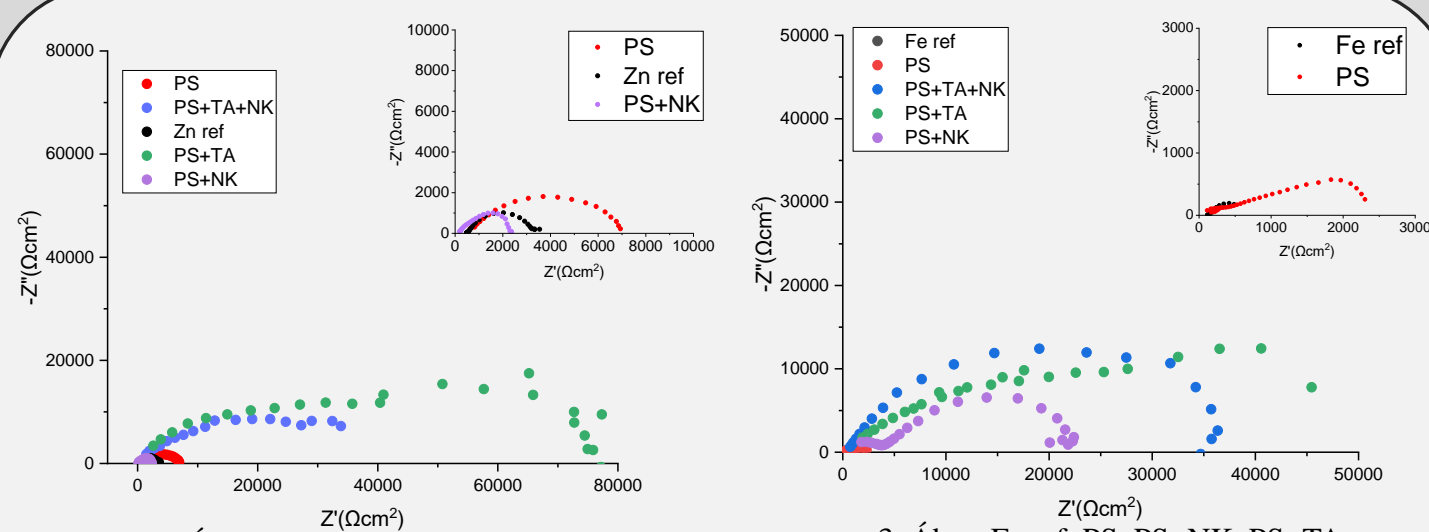 80000
60000
40000
20000
0
-Z"(Ωcm²)
PS
PS+TA+NK
Zn ref
PS+TA
PS+NK
10000
8000
6000
4000
2000
0
-Z"(Ωcm²)
PS
Zn ref
PS+NK
0 2000 4000 6000 8000 10000
Z'(Ωcm²)
0 20000 40000 60000 80000
Z'(Ωcm²)
50000
40000
30000
20000
10000
0
-Z"(Ωcm²)
Fe ref
PS
PS+TA+NK
PS+TA
PS+NK
3000
2000
1000
0
-Z"(Ωcm²)
Fe ref
PS
0 1000 2000 3000
Z'(Ωcm²)
0 10000 20000 30000 40000 50000
Z'(Ωcm²)